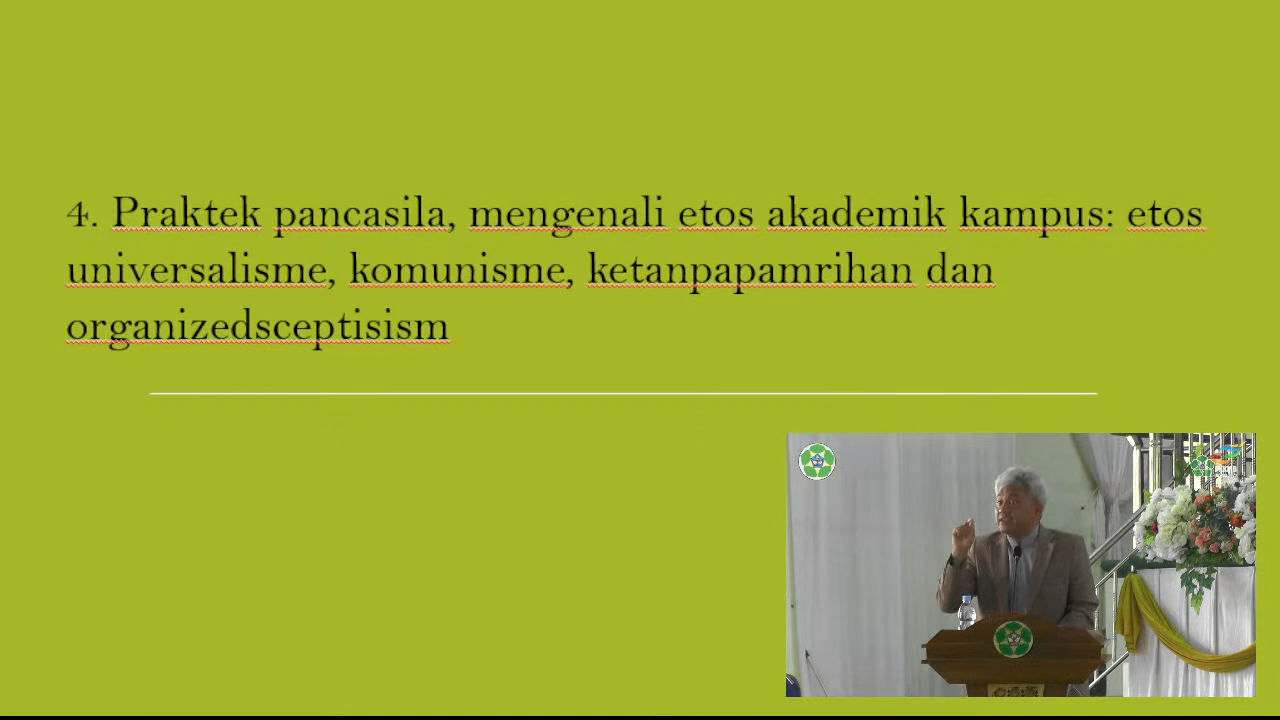 4. Praktek pancasila, mengenali etos akademik kampus: etos
universalisme, komunisme, ketanpapamrihan dan
organizedsceptisism